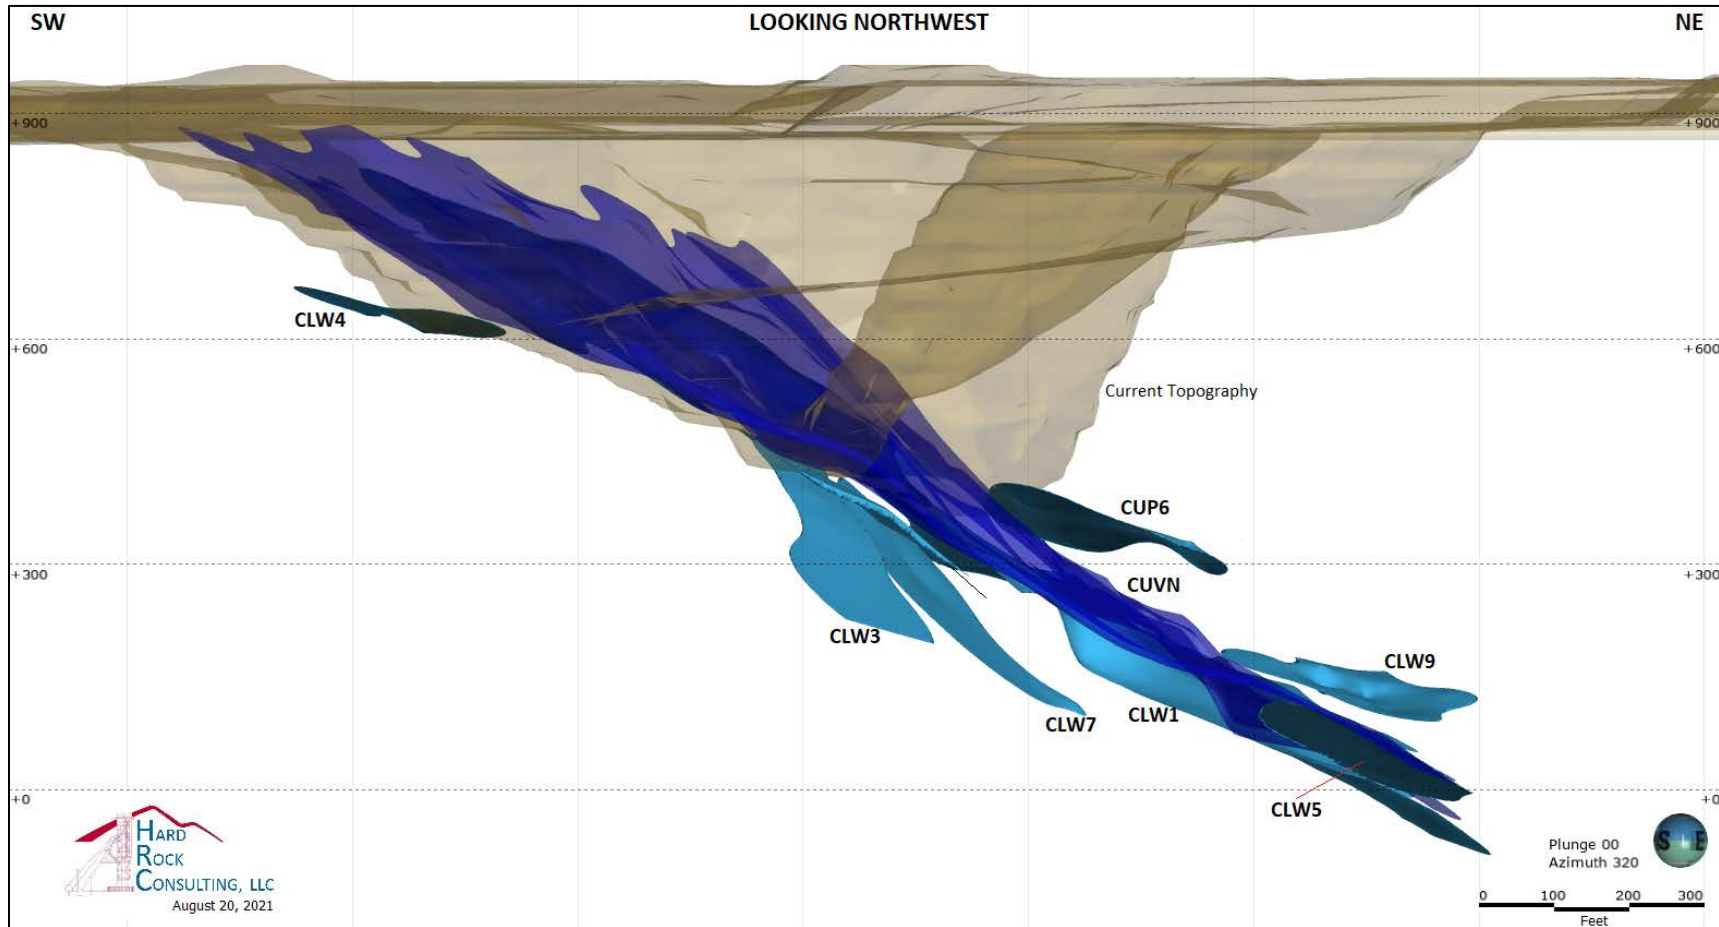 SW
LOOKING NORTHWEST
NE
+900
+900
CLW4
+600
+600
Current Topography
CUP6
+300
+300
CUVN
CLW3
CLW9
CLW7
CLW1
+0
+0
CLW5
HARD
ROCK
CONSULTING, LLC
August 20, 2021
Plunge 00
Azimuth 320
S E
0 100 200 300
Feet